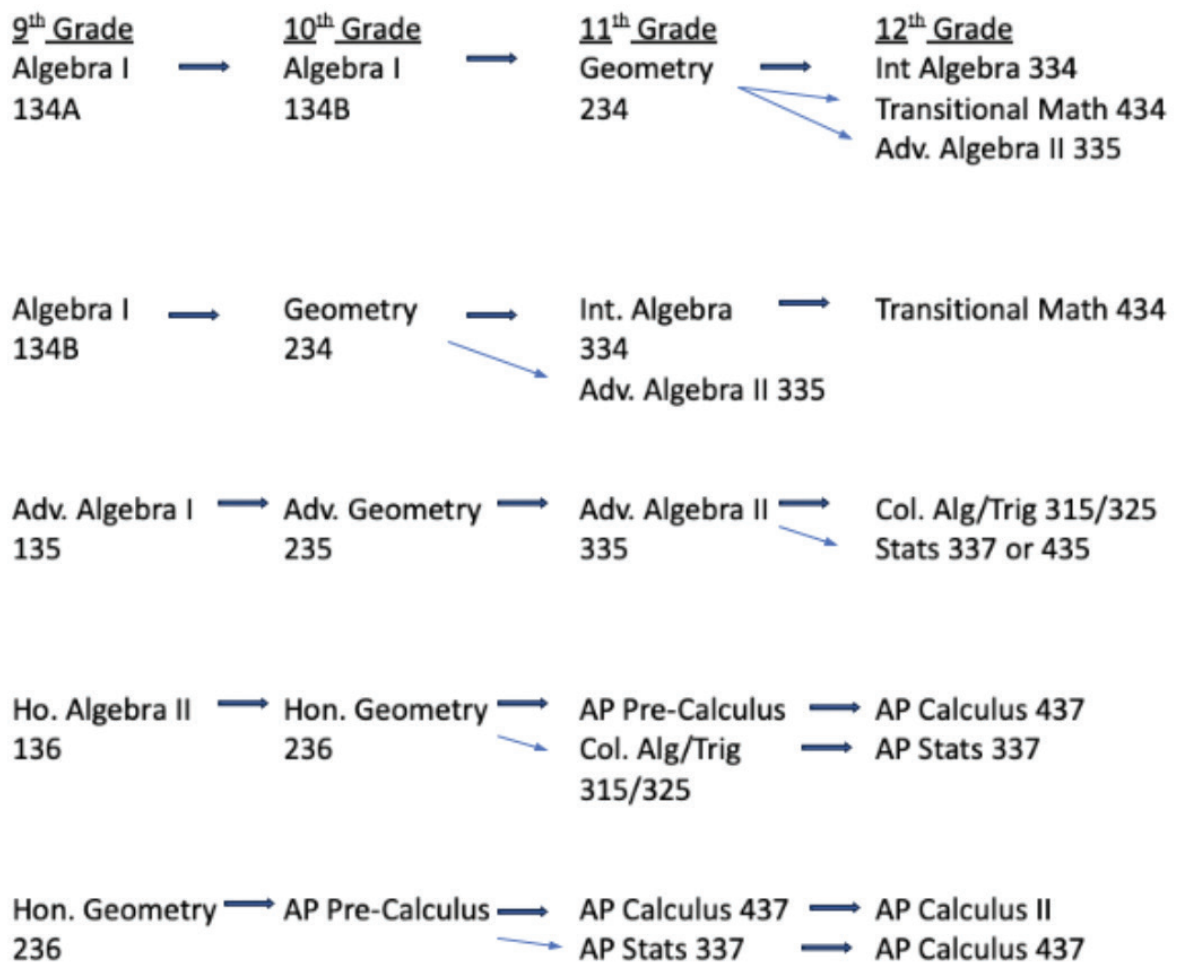 9th Grade 10th Grade 11th Grade 12th Grade
Algebra I Algebra I Geometry Int Algebra 334
134A 134B 234 Transitional Math 434
Adv. Algebra II 335
Algebra I Geometry Int. Algebra Transitional Math 434
134B 234 334
Adv. Algebra II 335
Adv. Algebra I Adv. Geometry Adv. Algebra II Col. Alg/Trig 315/325
135 235 335 Stats 337 or 435
Ho. Algebra II Hon. Geometry AP Pre-Calculus AP Calculus 437
136 236 Col. Alg/Trig AP Stats 337
315/325
Hon. Geometry AP Pre-Calculus AP Calculus 437 AP Calculus II
236 AP Stats 337 AP Calculus 437